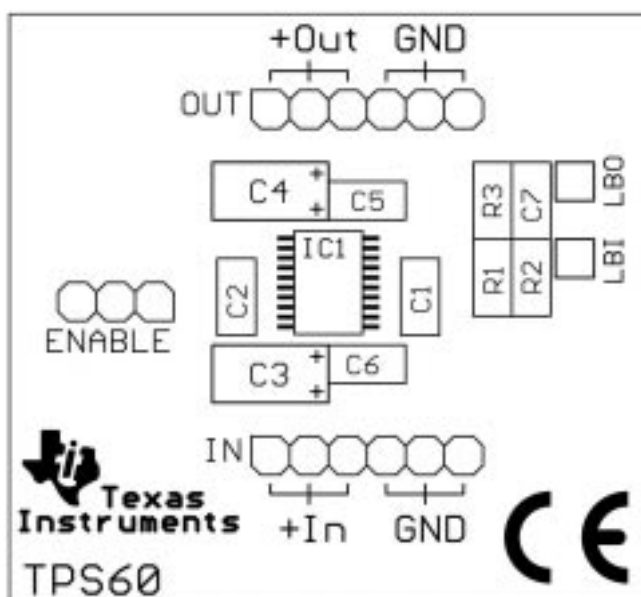 +Out GND
OUT
C4 C5
R3 C7 LBO
IC1
C2 C1
R1 R2 LBI
ENABLE
C3 C6
IN
+In GND
Texas
Instruments
CE
TPS60